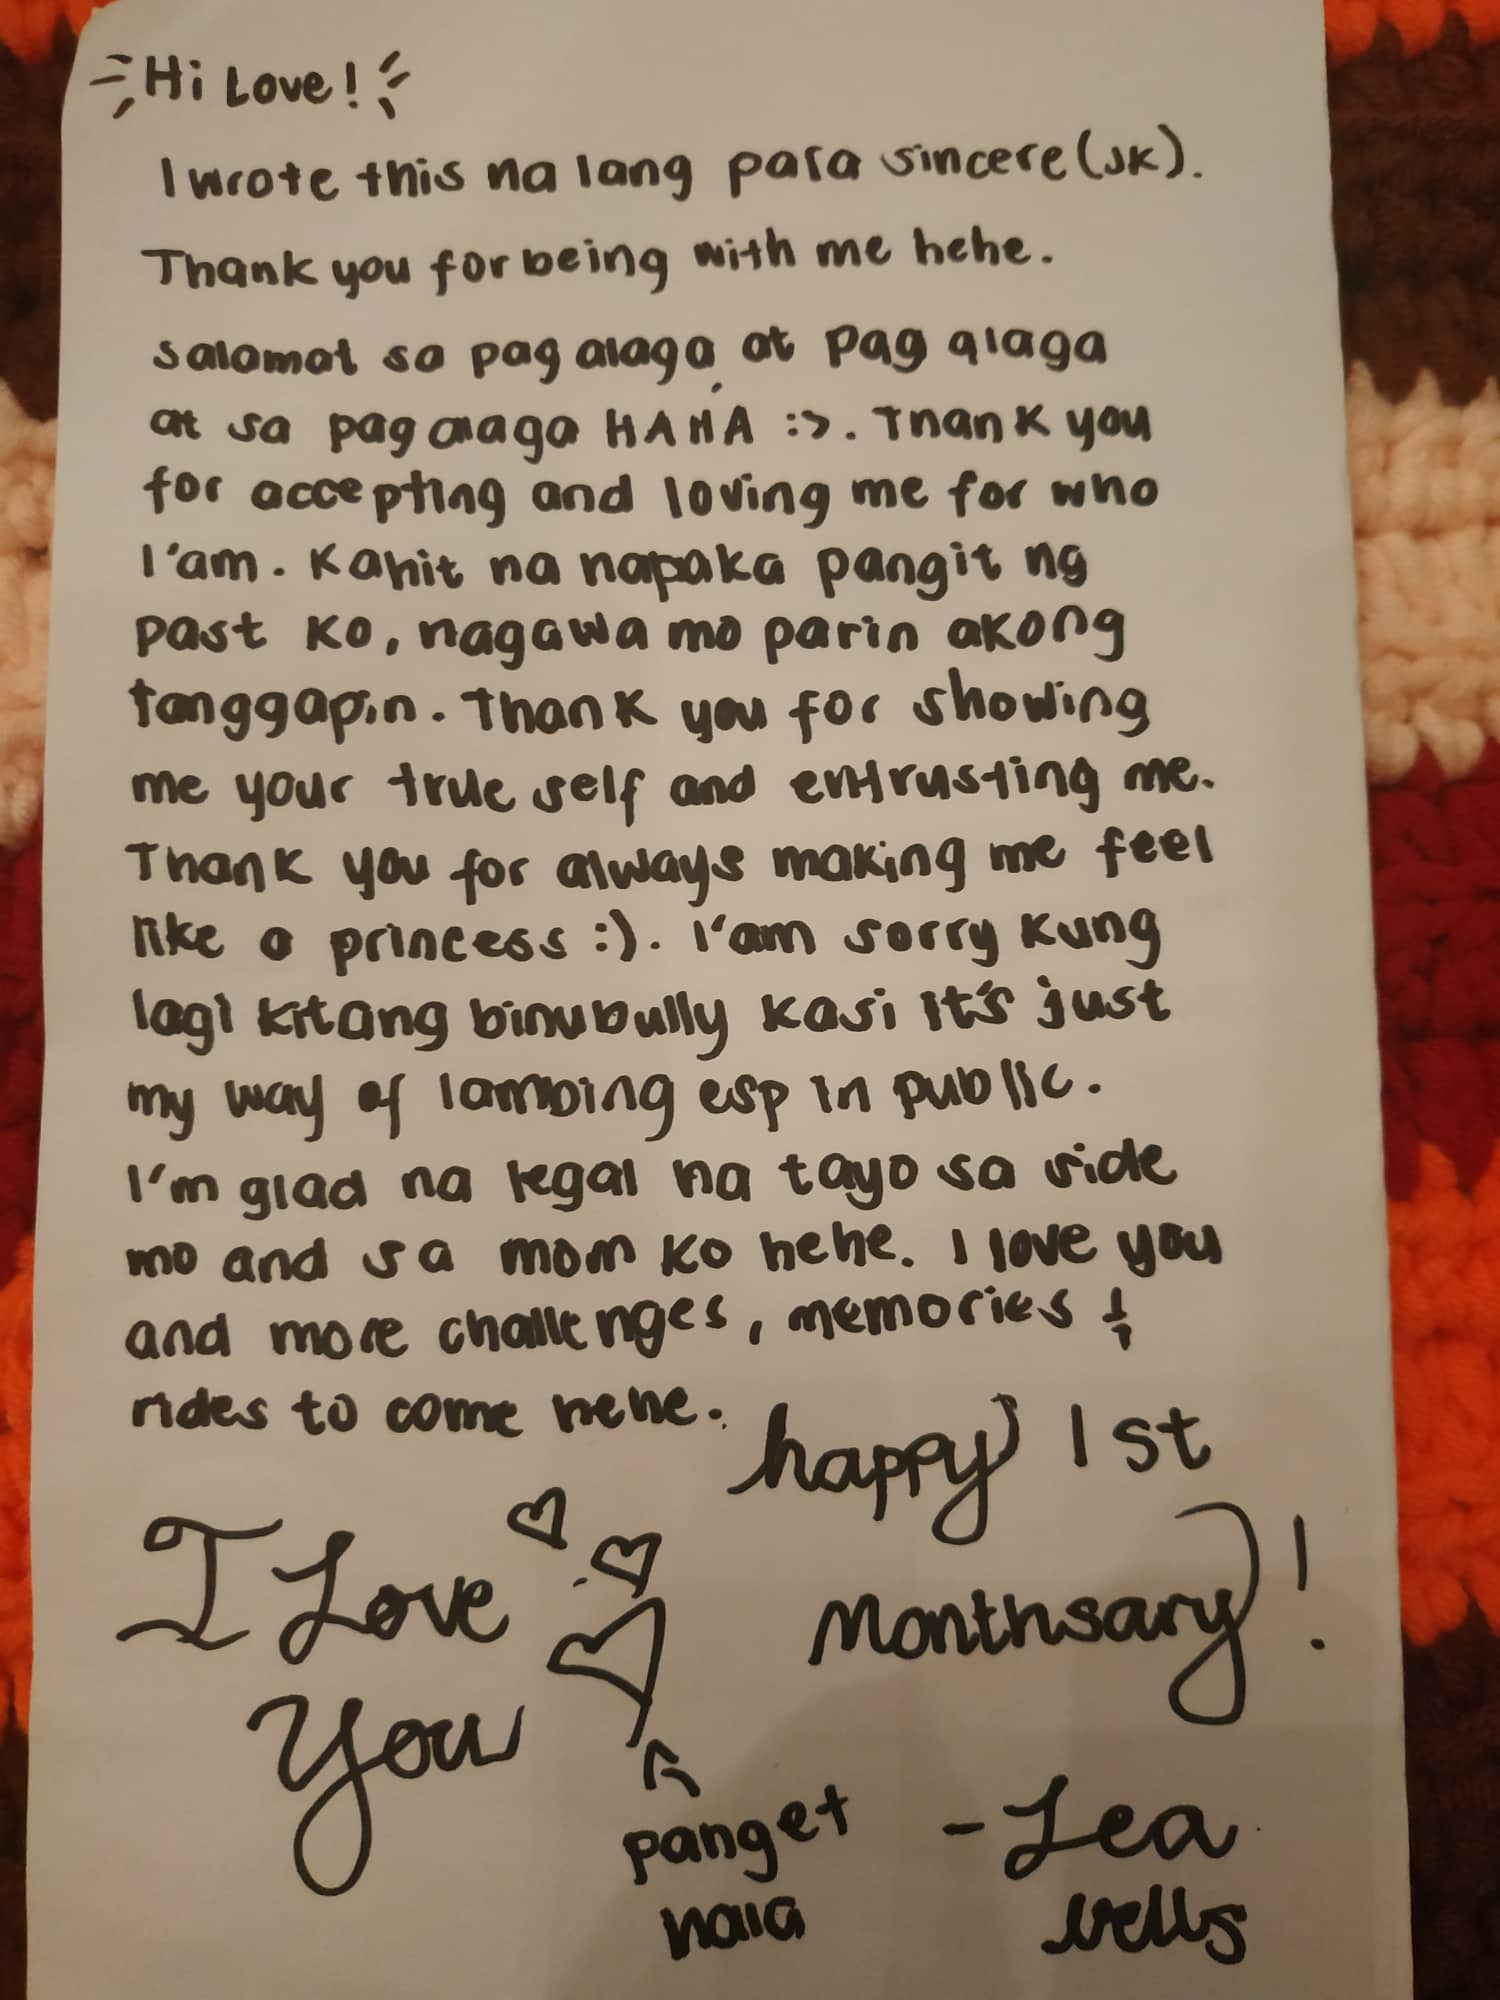 Hi Love!
I wrote this na lang para sincere (JK).
Thank you for being with me hehe.
salamat sa pag alaga, at pag alaga
at sa pag aaaga HAHA :>. Thank you
for accepting and loving me for who
I'am. Kahit na napaka pangit ng
past ko, nagawa mo parin akong
tanggapin. Thank you for showing
me your true self and entrusting me.
Thank you for always making me feel
like a princess :). I'am sorry kung
lagi kitang binubully kasi it's just
my way of lambing esp in public.
I'm glad na legal na tayo sa side
mo and sa mom ko hehe. I love you
and more challenges, memories &
rides to come hehe.
happy 1st
Monthsary!
I Love
You
panget
- Lea